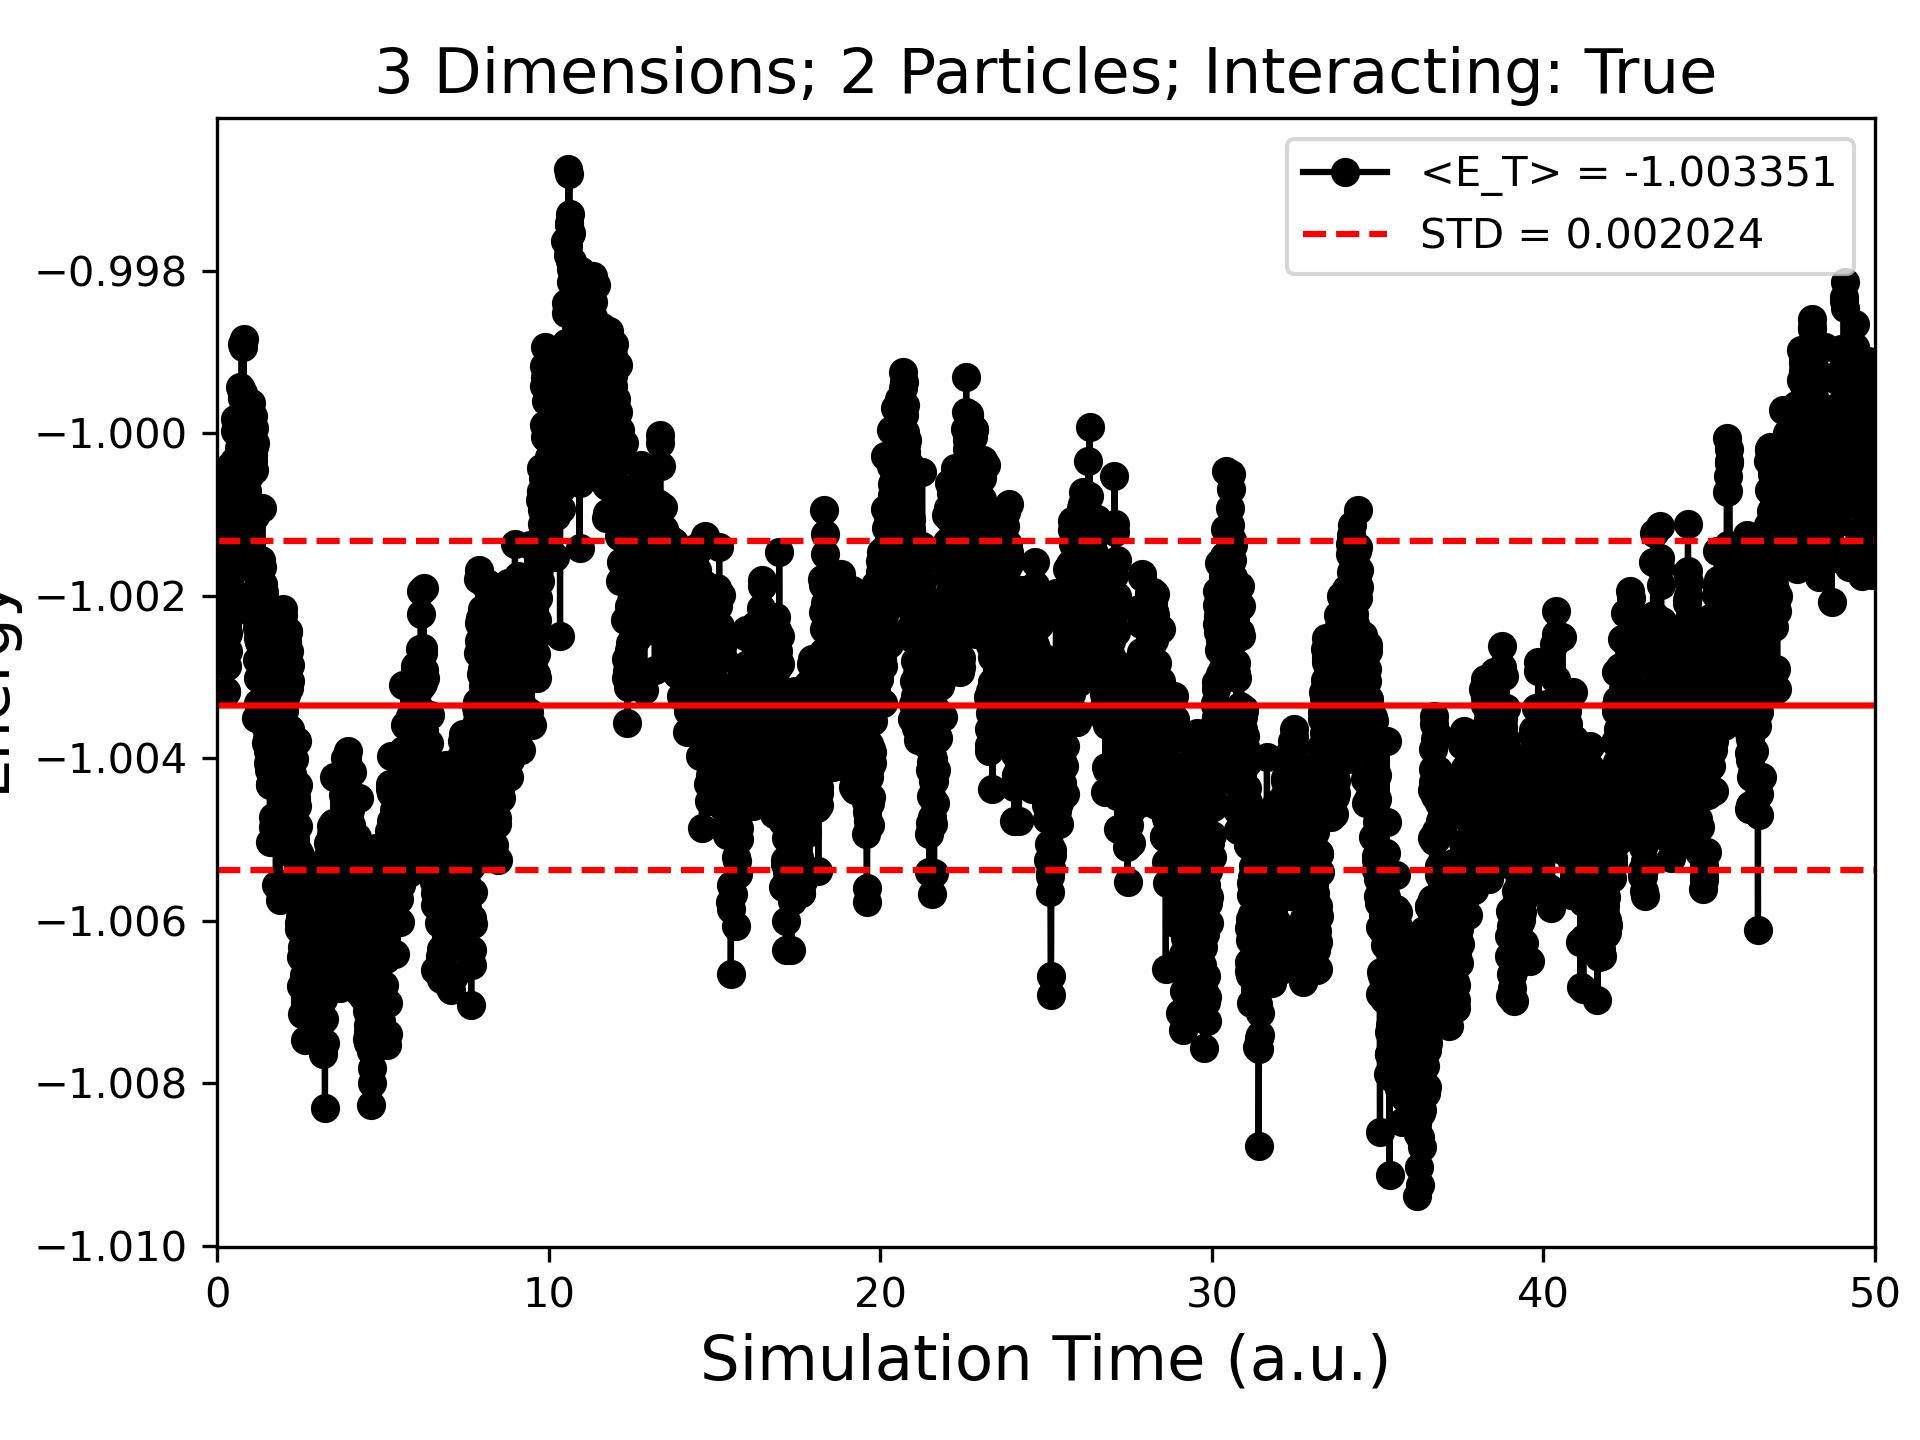 3 Dimensions; 2 Particles; Interacting: True
<E_T> = -1.003351
STD = 0.002024
−0.998
−1.000
−1.002
−1.004
−1.006
−1.008
−1.010
Energy
0 10 20 30 40 50
Simulation Time (a.u.)